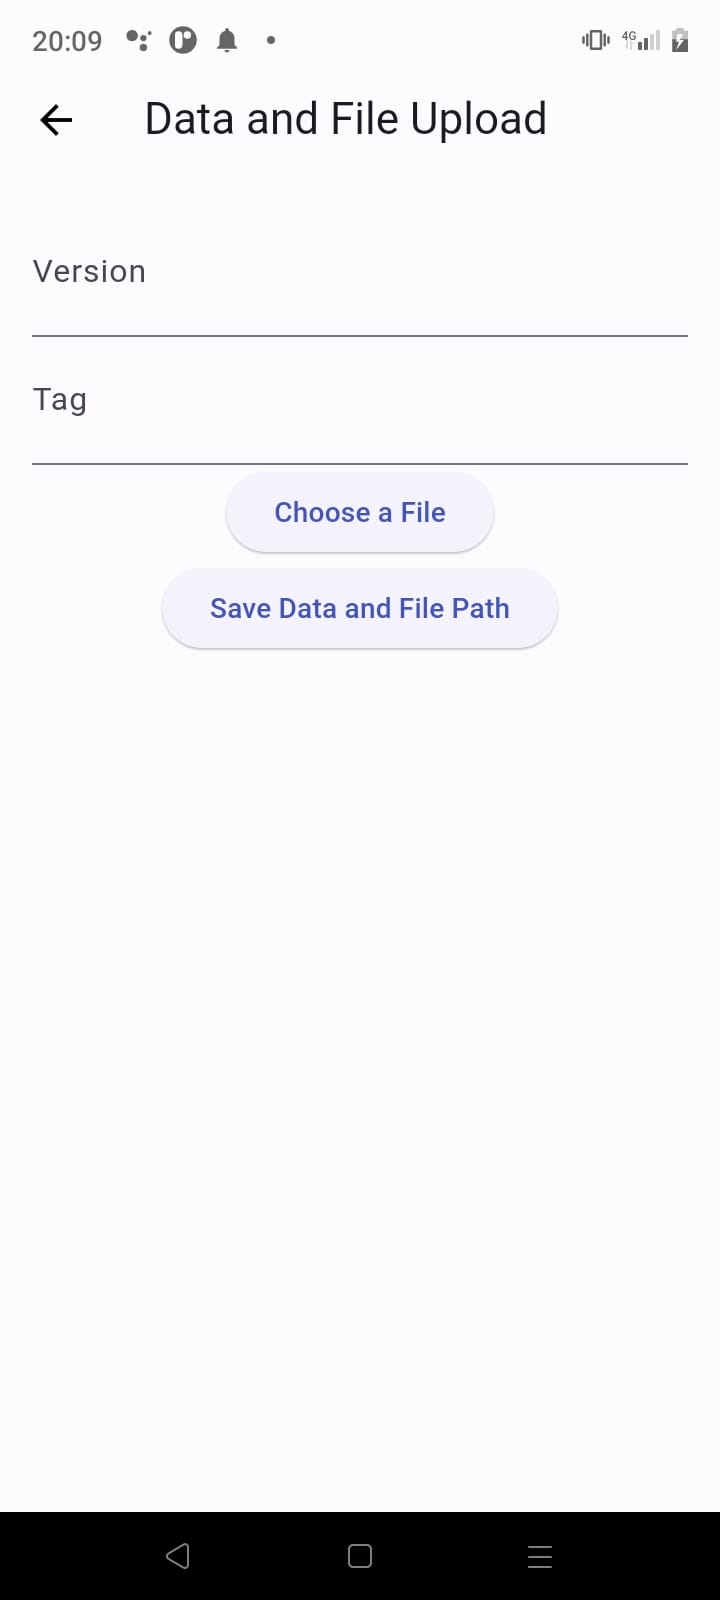 20:09
4G
Data and File Upload
Version
Tag
Choose a File
Save Data and File Path